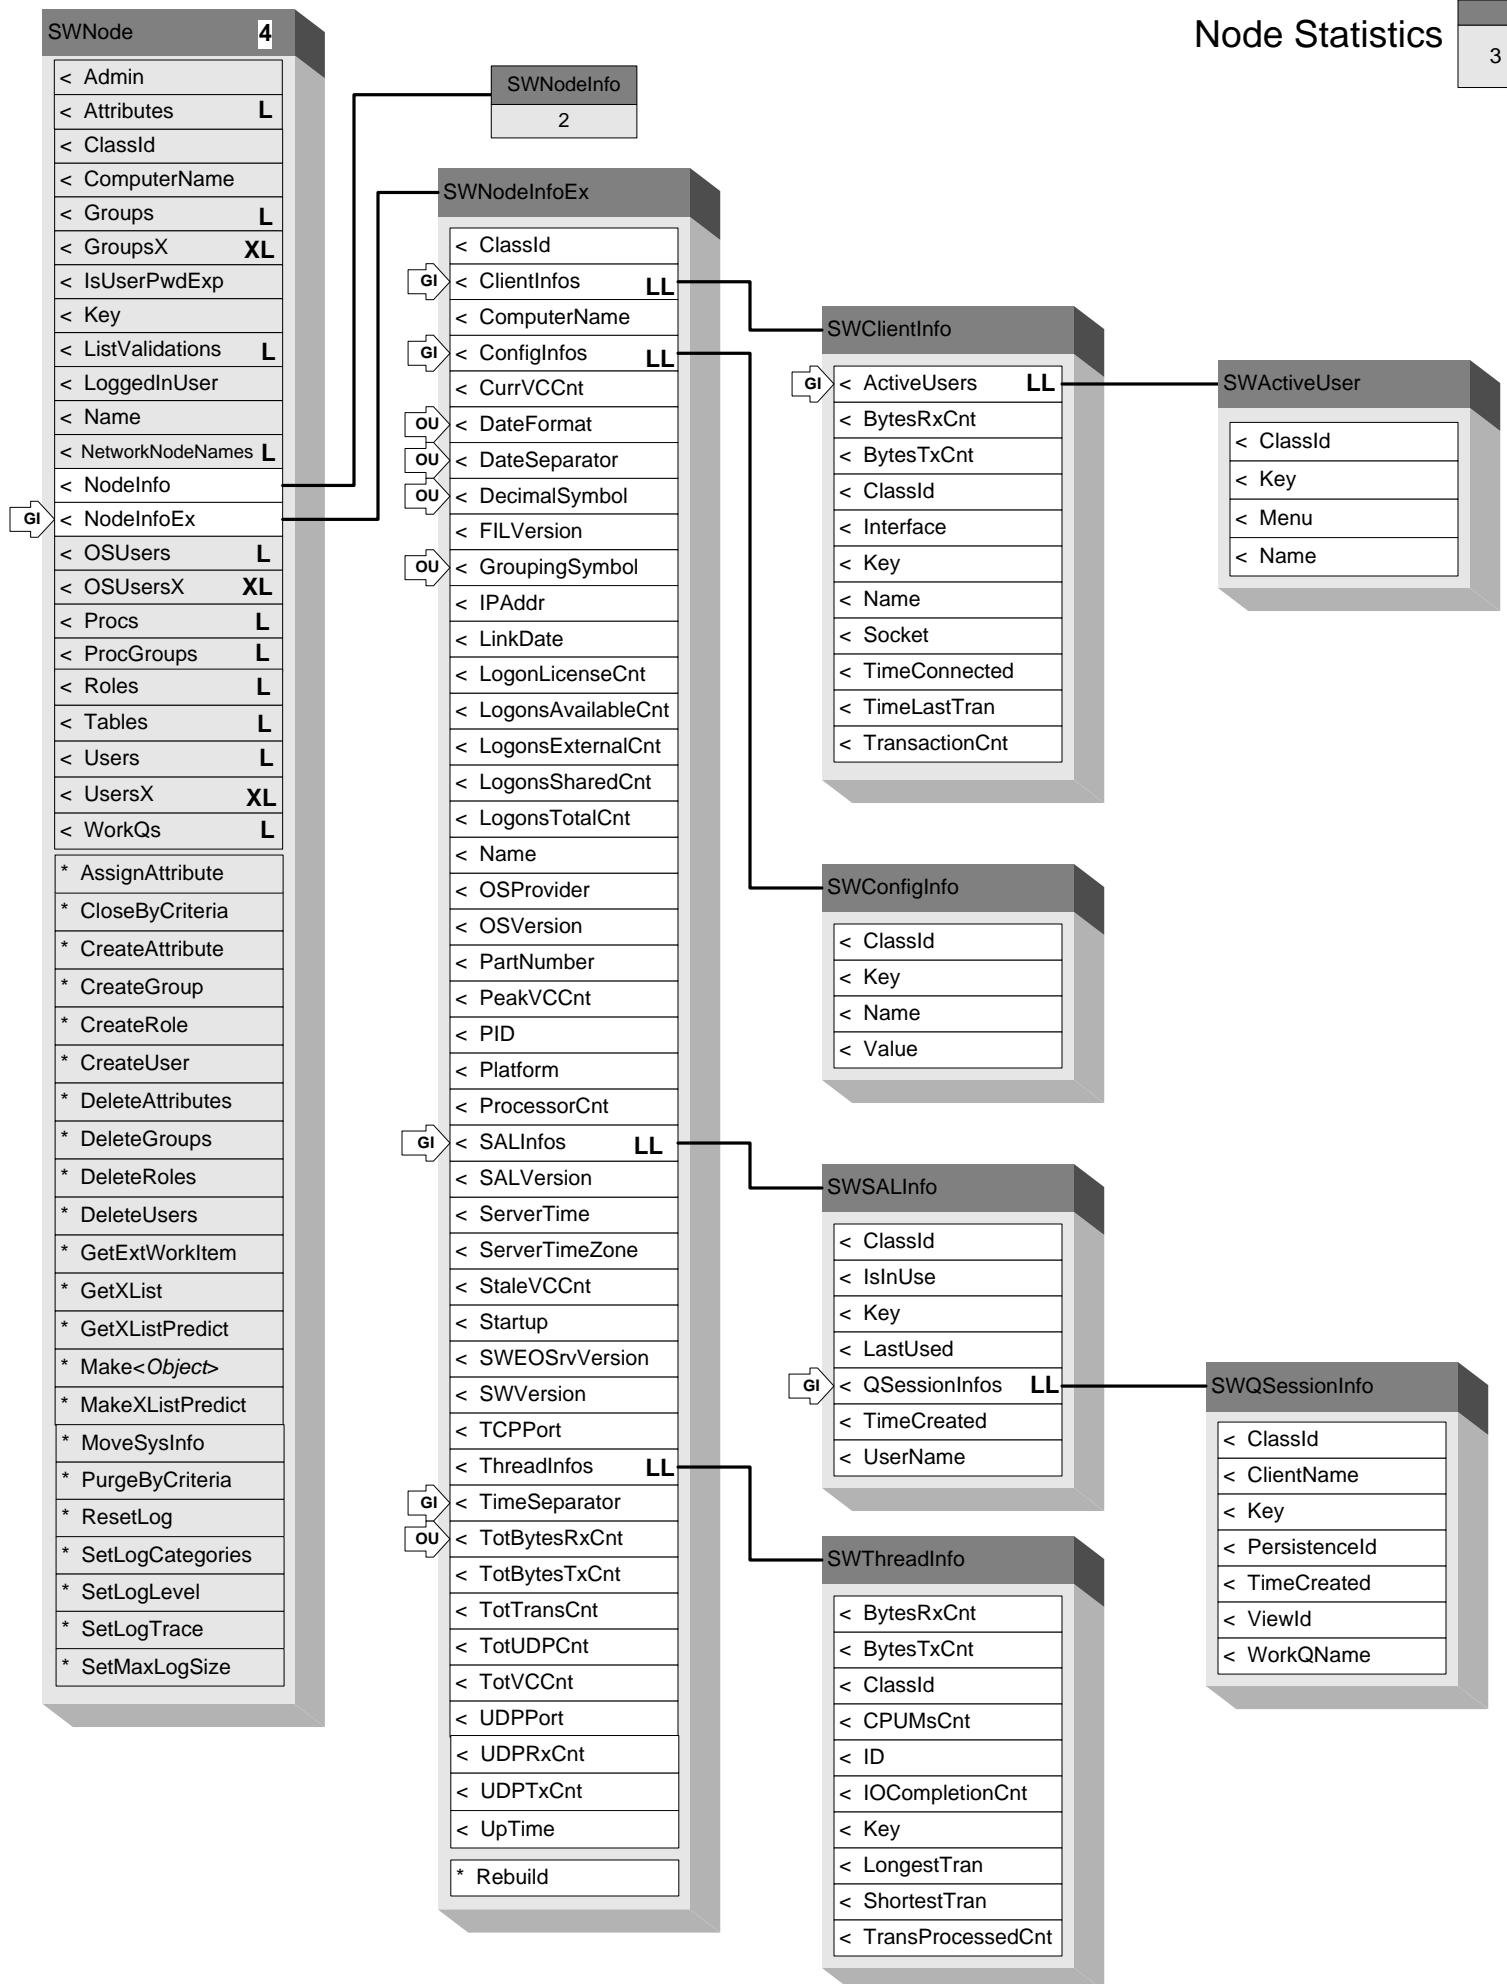 Node Statistics
3
SWNode 4
< Admin
< Attributes L
< ClassId
< ComputerName
< Groups L
< GroupsX XL
< IsUserPwdExp
< Key
< ListValidations L
< LoggedInUser
< Name
< NetworkNodeNames L
< NodeInfo
GI < NodeInfoEx
< OSUsers L
< OSUsersX XL
< Procs L
< ProcGroups L
< Roles L
< Tables L
< Users L
< UsersX XL
< WorkQs L
* AssignAttribute
* CloseByCriteria
* CreateAttribute
* CreateGroup
* CreateRole
* CreateUser
* DeleteAttributes
* DeleteGroups
* DeleteRoles
* DeleteUsers
* GetExtWorkItem
* GetXList
* GetXListPredict
* Make<Object>
* MakeXListPredict
* MoveSysInfo
* PurgeByCriteria
* ResetLog
* SetLogCategories
* SetLogLevel
* SetLogTrace
* SetMaxLogSize
SWNodeInfo
2
SWNodeInfoEx
< ClassId
GI < ClientInfos LL
< ComputerName
GI < ConfigInfos LL
< CurrVCCnt
OU < DateFormat
OU < DateSeparator
OU < DecimalSymbol
< FILVersion
OU < GroupingSymbol
< IPAddr
< LinkDate
< LogonLicenseCnt
< LogonsAvailableCnt
< LogonsExternalCnt
< LogonsSharedCnt
< LogonsTotalCnt
< Name
< OSProvider
< OSVersion
< PartNumber
< PeakVCCnt
< PID
< Platform
< ProcessorCnt
GI < SALInfos LL
< SALVersion
< ServerTime
< ServerTimeZone
< StaleVCCnt
< Startup
< SWEOSrvVersion
< SWVersion
< TCPPort
< ThreadInfos LL
GI < TimeSeparator
OU < TotBytesRxCnt
< TotBytesTxCnt
< TotTransCnt
< TotUDPCnt
< TotVCCnt
< UDPPort
< UDPRxCnt
< UDPTxCnt
< UpTime
* Rebuild
SWClientInfo
GI < ActiveUsers LL
< BytesRxCnt
< BytesTxCnt
< ClassId
< Interface
< Key
< Name
< Socket
< TimeConnected
< TimeLastTran
< TransactionCnt
SWActiveUser
< ClassId
< Key
< Menu
< Name
SWConfigInfo
< ClassId
< Key
< Name
< Value
SWSALInfo
< ClassId
< IsInUse
< Key
< LastUsed
GI < QSessionInfos LL
< TimeCreated
< UserName
SWQSessionInfo
< ClassId
< ClientName
< Key
< PersistenceId
< TimeCreated
< ViewId
< WorkQName
SWThreadInfo
< BytesRxCnt
< BytesTxCnt
< ClassId
< CPUMsCnt
< ID
< IOCompletionCnt
< Key
< LongestTran
< ShortestTran
< TransProcessedCnt